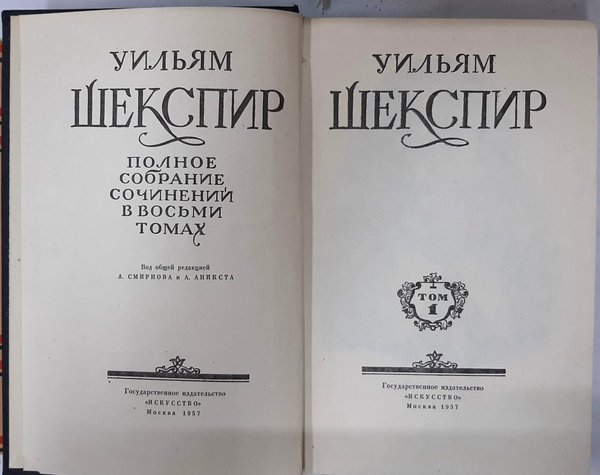 УИЛЬЯМ
ШЕКСПИР
ПОЛНОЕ
СОБРАНИЕ
СОЧИНЕНИЙ
В ВОСЬМИ
ТОМАХ
Под общей редакцией
А. СМИРНОВА и А. АНИКСТА
Государственное издательство
«ИСКУССТВО»
Москва 1957
УИЛЬЯМ
ШЕКСПИР
ТОМ
1
Государственное издательство
«ИСКУССТВО»
Москва 1957